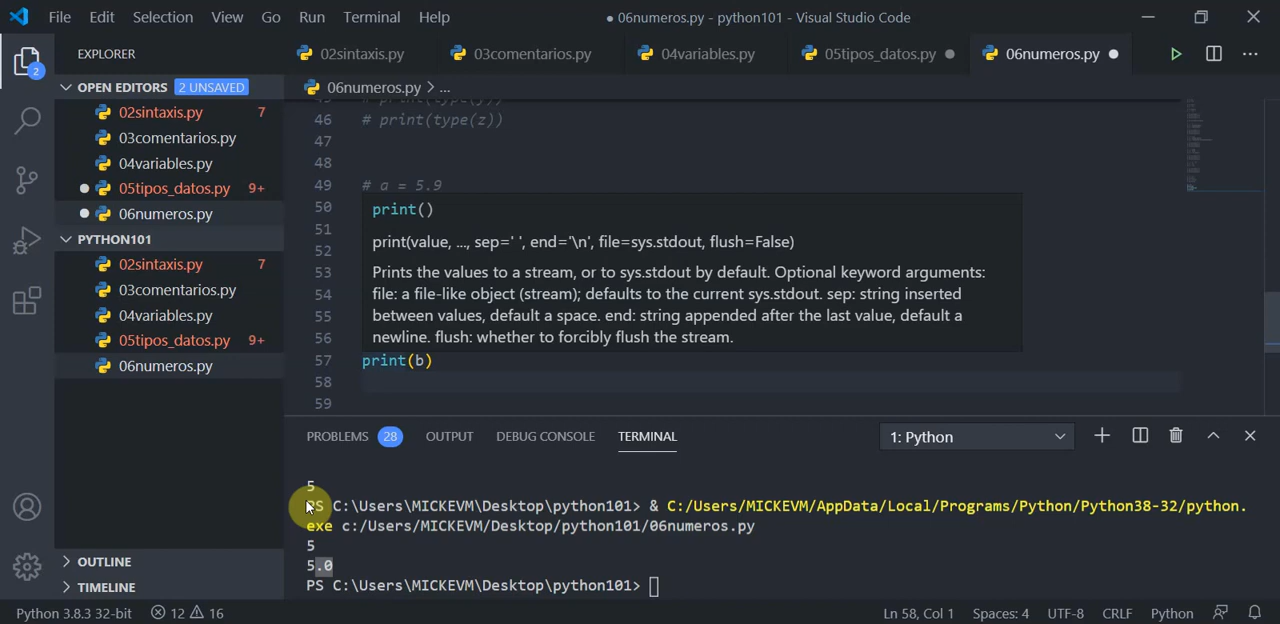 File Edit Selection View Go Run Terminal Help
● 06numeros.py - python101 - Visual Studio Code
EXPLORER
02sintaxis.py 03comentarios.py 04variables.py 05tipos_datos.py ● 06numeros.py ●
OPEN EDITORS 2 UNSAVED
02sintaxis.py 7
03comentarios.py
04variables.py
● 05tipos_datos.py 9+
● 06numeros.py
PYTHON101
02sintaxis.py 7
03comentarios.py
04variables.py
05tipos_datos.py 9+
06numeros.py
OUTLINE
TIMELINE
2
06numeros.py > ...
45 # print(type(y))
46 # print(type(z))
47
48
49 # a = 5.9
50
51
52
53
54
55
56
print()
print(value, ..., sep=' ', end='\n', file=sys.stdout, flush=False)
Prints the values to a stream, or to sys.stdout by default. Optional keyword arguments:
file: a file-like object (stream); defaults to the current sys.stdout. sep: string inserted
between values, default a space. end: string appended after the last value, default a
newline. flush: whether to forcibly flush the stream.
57 print(b)
58
59
PROBLEMS 28 OUTPUT DEBUG CONSOLE TERMINAL
1: Python
5
PS C:\Users\MICKEVM\Desktop\python101> & C:/Users/MICKEVM/AppData/Local/Programs/Python/Python38-32/python.
exe c:/Users/MICKEVM/Desktop/python101/06numeros.py
5
5.0
PS C:\Users\MICKEVM\Desktop\python101>
Python 3.8.3 32-bit 12 16 Ln 58, Col 1 Spaces: 4 UTF-8 CRLF Python